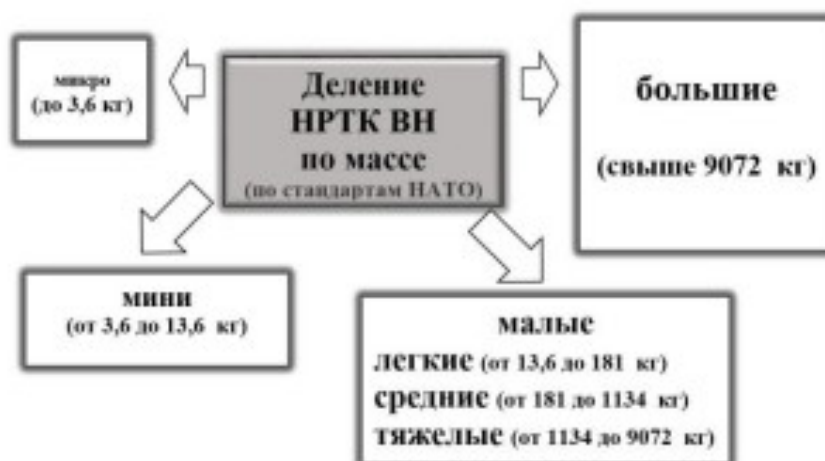 Деление
НРТК ВН
по массе
(по стандартам НАТО)
микро
(до 3,6 кг)
большие
(свыше 9072 кг)
мини
(от 3,6 до 13,6 кг)
малые
легкие (от 13,6 до 181 кг)
средние (от 181 до 1134 кг)
тяжелые (от 1134 до 9072 кг)